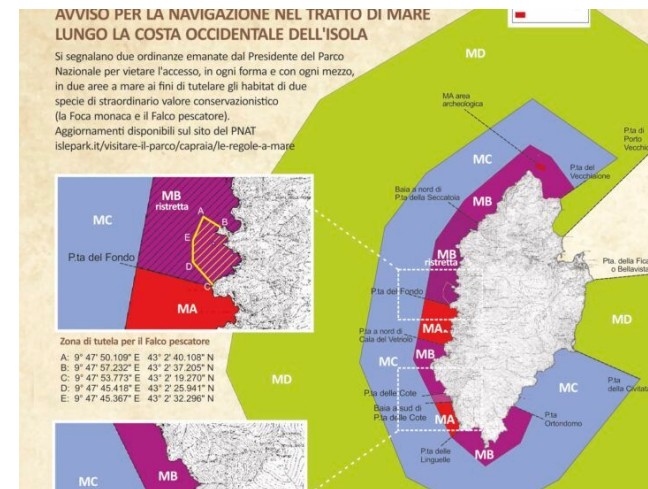 AVVISO PER LA NAVIGAZIONE NEL TRATTO DI MARE
LUNGO LA COSTA OCCIDENTALE DELL'ISOLA
Si segnalano due ordinanze emanate dal Presidente del Parco
Nazionale per vietare l'accesso, in ogni forma e con ogni mezzo,
in due aree a mare ai fini di tutelare gli habitat di due
specie di straordinario valore conservazionistico
(la Foca monaca e il Falco pescatore).
Aggiornamenti disponibili sul sito del PNAT
islepark.it/visitare-il-parco/capraia/le-regole-a-mare
MC
MB
ristretta
A
B
E
D
C
P.ta del Fondo
MA
Zona di tutela per il Falco pescatore
A: 9° 47' 50.109" E 43° 2' 40.108" N
B: 9° 47' 57.232" E 43° 2' 37.205" N
C: 9° 47' 53.773" E 43° 2' 19.270" N
D: 9° 47' 45.418" E 43° 2' 25.941" N
E: 9° 47' 45.367" E 43° 2' 32.296" N
MC
MB
MD
MA area
archeologica
P.ta di
Porto
MC
P.ta del
Vecchiaione
Baia a nord di
P.ta della Seccatoia
MB
MB
ristretta
Pta. della Fica
o Bellavista
P.ta del Fondo
MA
MD
P.ta a nord di
Cala del Vetriolo
MB
MC
MD
MC
P.ta
della Civitata
P.ta delle Cote
Baia a sud di
P.ta delle Cote
MA
P.ta
Ortondomo
P.ta delle
Linguelle
MB